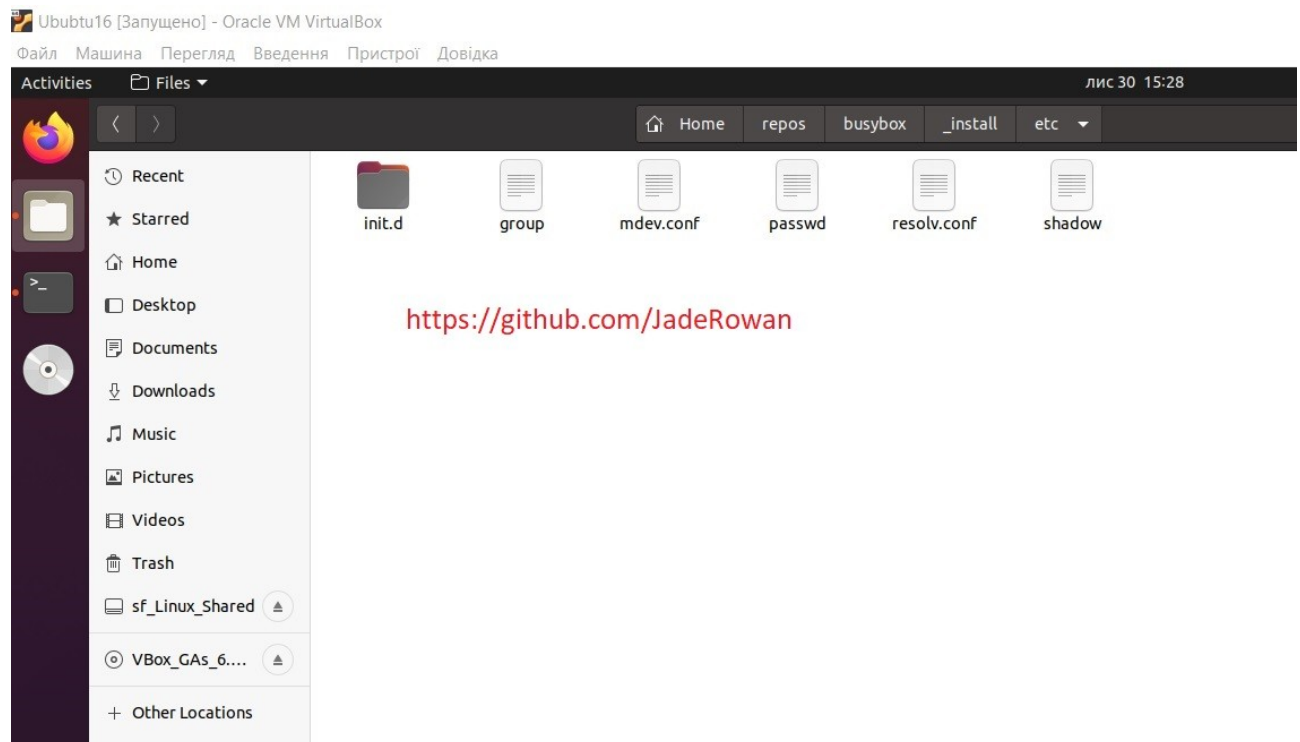 Ububtu16 [Запущено] - Oracle VM VirtualBox
Файл Машина Перегляд Введення Пристрої Довідка
Activities Files лис 30 15:28
Home repos busybox _install etc
Recent
Starred
Home
Desktop
Documents
Downloads
Music
Pictures
Videos
Trash
sf_Linux_Shared
VBox_GAs_6....
+ Other Locations
init.d group mdev.conf passwd resolv.conf shadow
https://github.com/JadeRowan